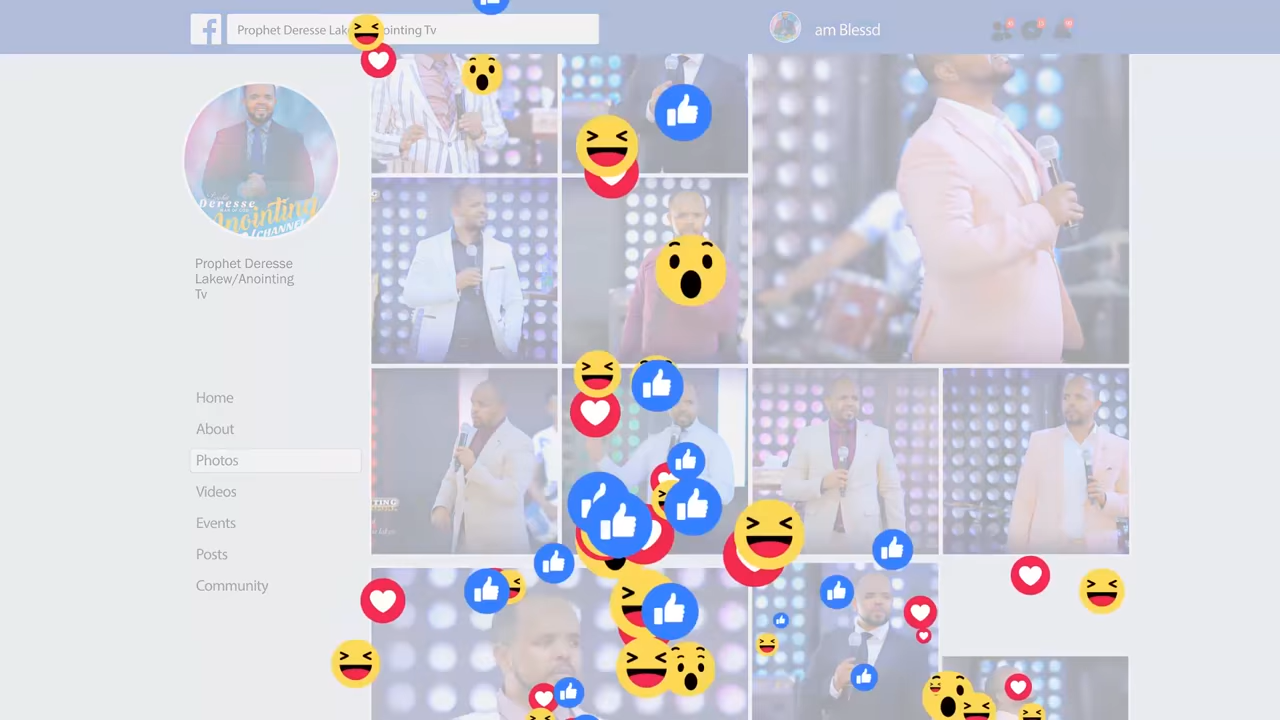 Prophet Deresse Lak ointing Tv
am Blessd
Deresse
Anointing
CHANNEL
Prophet Deresse
Lakew/Anointing
Tv
Home
About
Photos
Videos
Events
Posts
Community